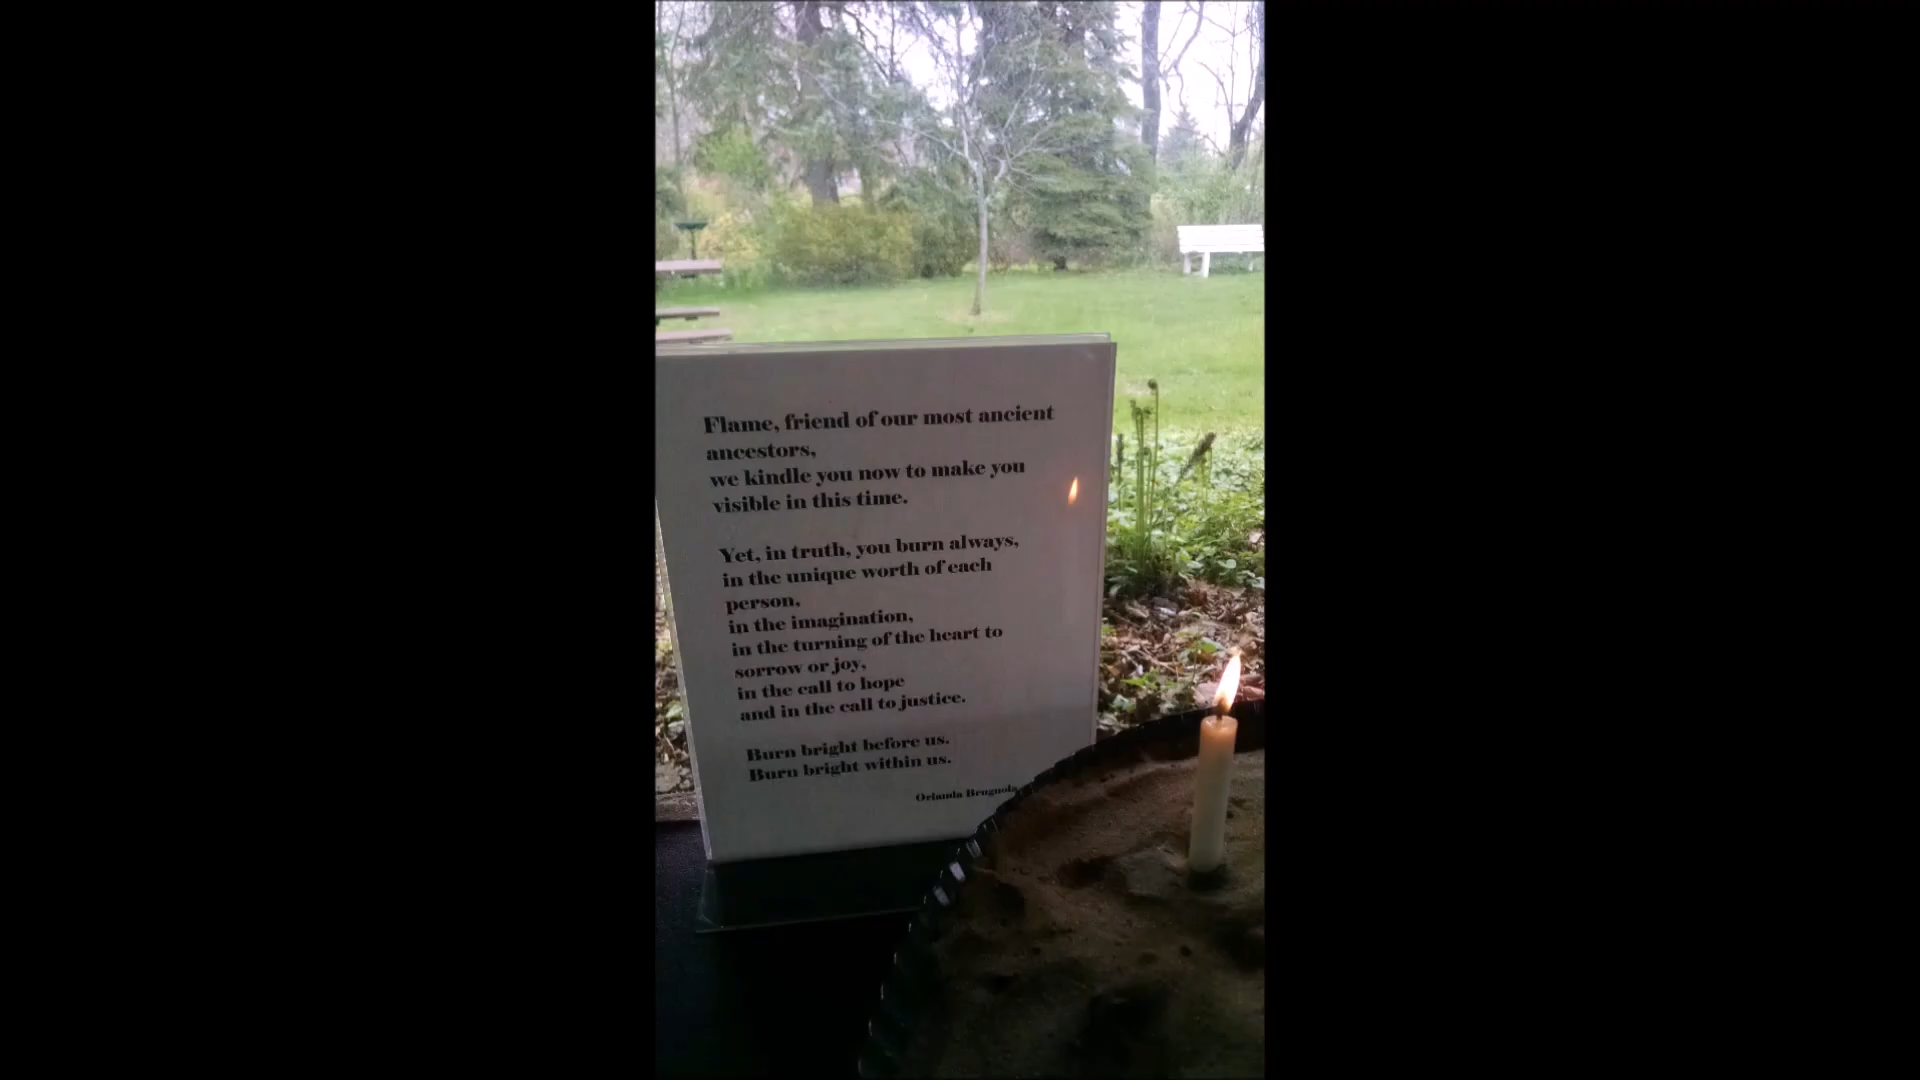 Flame, friend of our most ancient
ancestors,
we kindle you now to make you
visible in this time.
Yet, in truth, you burn always,
in the unique worth of each
person,
in the imagination,
in the turning of the heart to
sorrow or joy,
in the call to hope
and in the call to justice.
Burn bright before us.
Burn bright within us.
Orlanda Brugnola